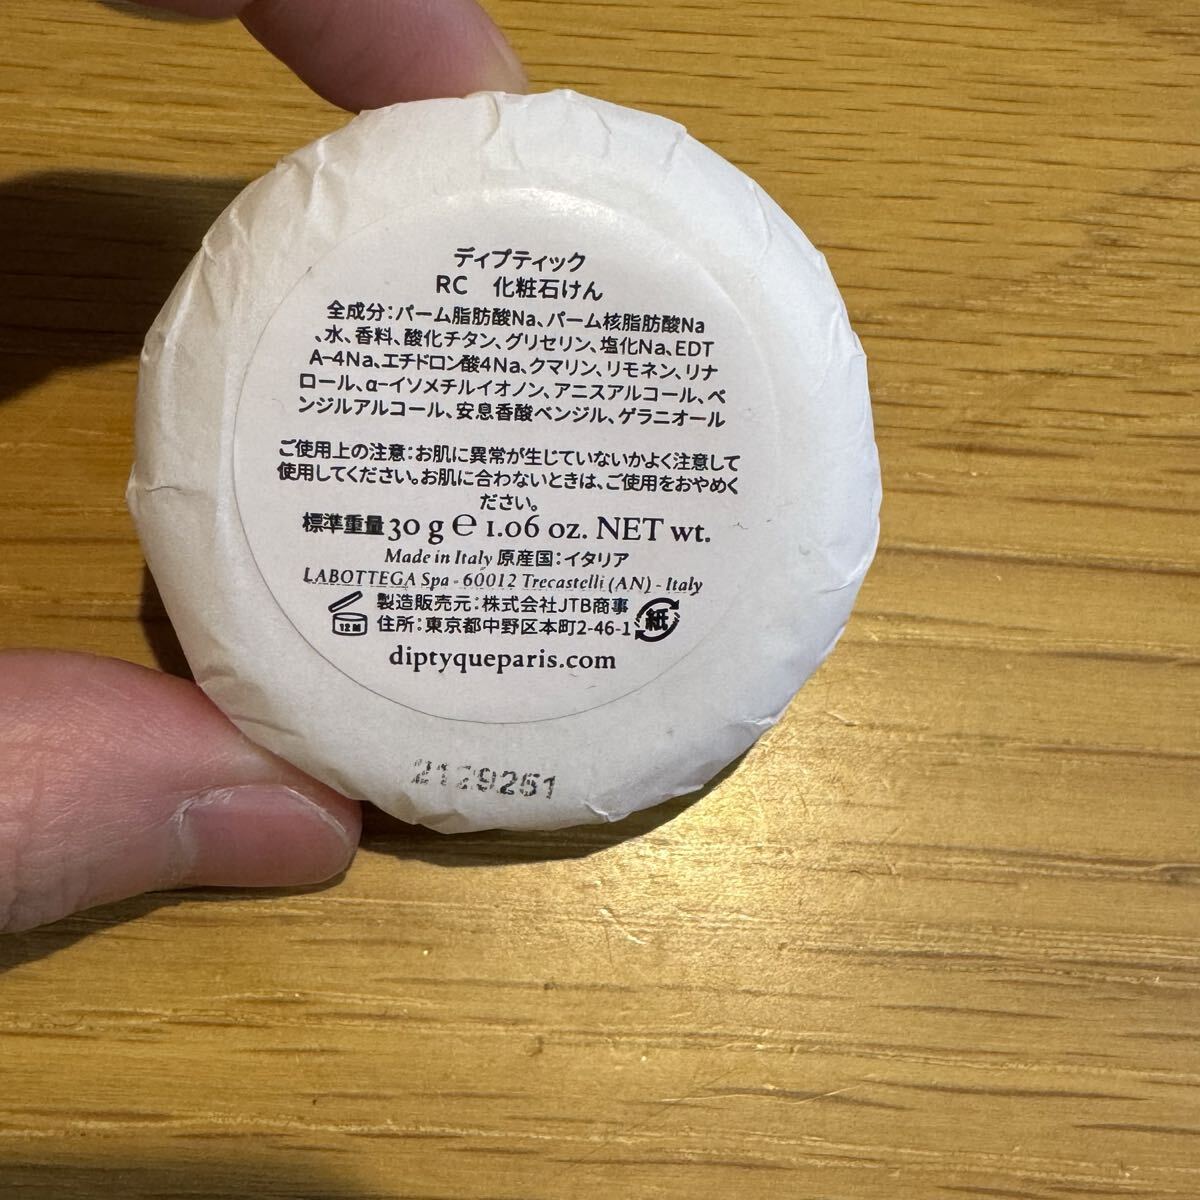 ディプティック
RC　化粧石けん
全成分：パーム脂肪酸Na、パーム核脂肪酸Na
、水、香料、酸化チタン、グリセリン、塩化Na、EDT
A-4Na、エチドロン酸4Na、クマリン、リモネン、リナ
ロール、α-イソメチルイオノン、アニスアルコール、ベ
ンジルアルコール、安息香酸ベンジル、ゲラニオール
ご使用上の注意：お肌に異常が生じていないかよく注意して
使用してください。お肌に合わないときは、ご使用をおやめく
ださい。
標準重量 30 g ℮ 1.06 oz. NET wt.
Made in Italy 原産国：イタリア
LABOTTEGA Spa - 60012 Trecastelli (AN) - Italy
12M 製造販売元：株式会社JTB商事
住所：東京都中野区本町2-46-1 紙
diptyqueparis.com
2129251